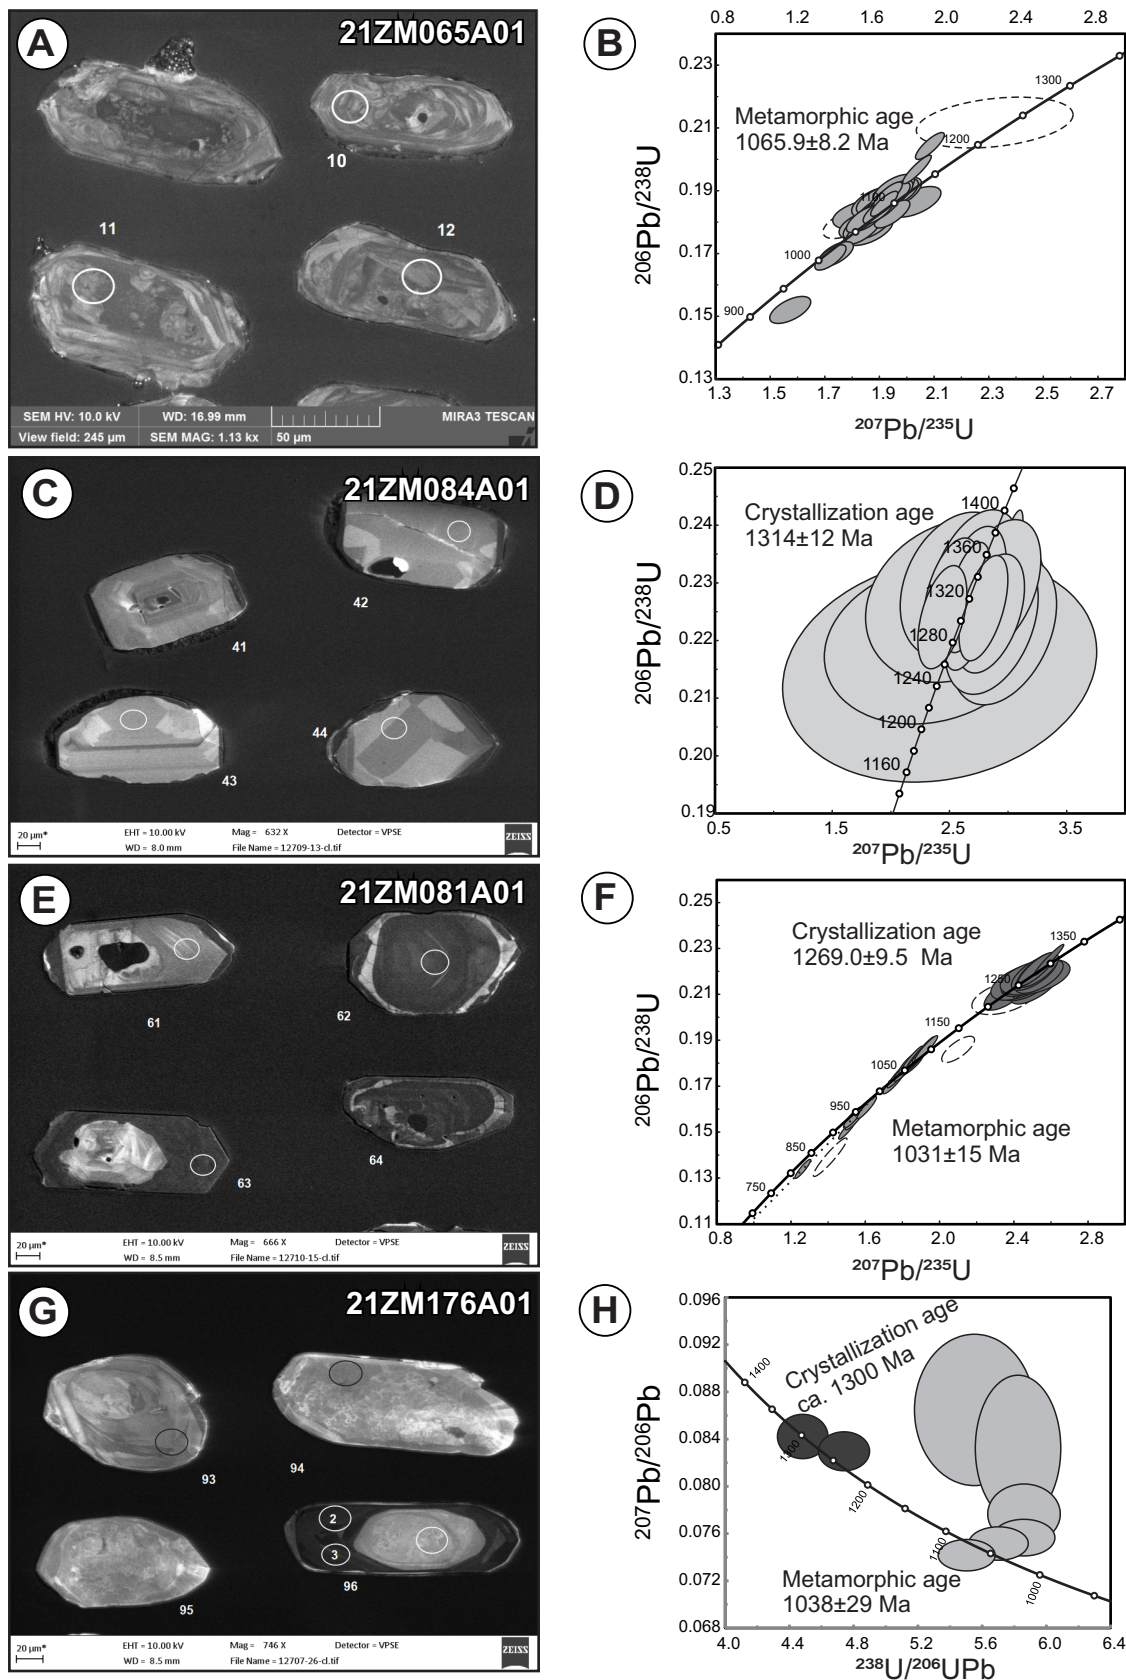 A
21ZM065A01
10
11
12
SEM HV: 10.0 kV
WD: 16.99 mm
MIRA3 TESCAN
View field: 245 µm
SEM MAG: 1.13 kx
50 µm
B
0.8 1.2 1.6 2.0 2.4 2.8
0.23
0.21
0.19
0.17
0.15
0.13
1.3 1.5 1.7 1.9 2.1 2.3 2.5 2.7
206Pb/238U
207Pb/235U
Metamorphic age
1065.9±8.2 Ma
900
1000
1100
1200
1300
C
21ZM084A01
41
42
43
44
20 µm*
EHT = 10.00 kV
Mag = 632 X
Detector = VPSE
WD = 8.0 mm
File Name = 12709-13-cl.tif
ZEISS
D
0.25
0.24
0.23
0.22
0.21
0.20
0.19
0.5 1.5 2.5 3.5
206Pb/238U
207Pb/235U
Crystallization age
1314±12 Ma
1400
1360
1320
1280
1240
1200
1160
E
21ZM081A01
61
62
63
64
20 µm*
EHT = 10.00 kV
Mag = 666 X
Detector = VPSE
WD = 8.5 mm
File Name = 12710-15-cl.tif
ZEISS
F
0.25
0.23
0.21
0.19
0.17
0.15
0.13
0.11
0.8 1.2 1.6 2.0 2.4 2.8
206Pb/238U
207Pb/235U
Crystallization age
1269.0±9.5 Ma
Metamorphic age
1031±15 Ma
1350
1250
1150
1050
950
850
750
G
21ZM176A01
93
94
95
96
2
3
20 µm*
EHT = 10.00 kV
Mag = 746 X
Detector = VPSE
WD = 8.5 mm
File Name = 12707-26-cl.tif
ZEISS
H
0.096
0.092
0.088
0.084
0.080
0.076
0.072
0.068
4.0 4.4 4.8 5.2 5.6 6.0 6.4
207Pb/206Pb
238U/206UPb
Crystallization age
ca. 1300 Ma
Metamorphic age
1038±29 Ma
1400
1300
1200
1100
1000